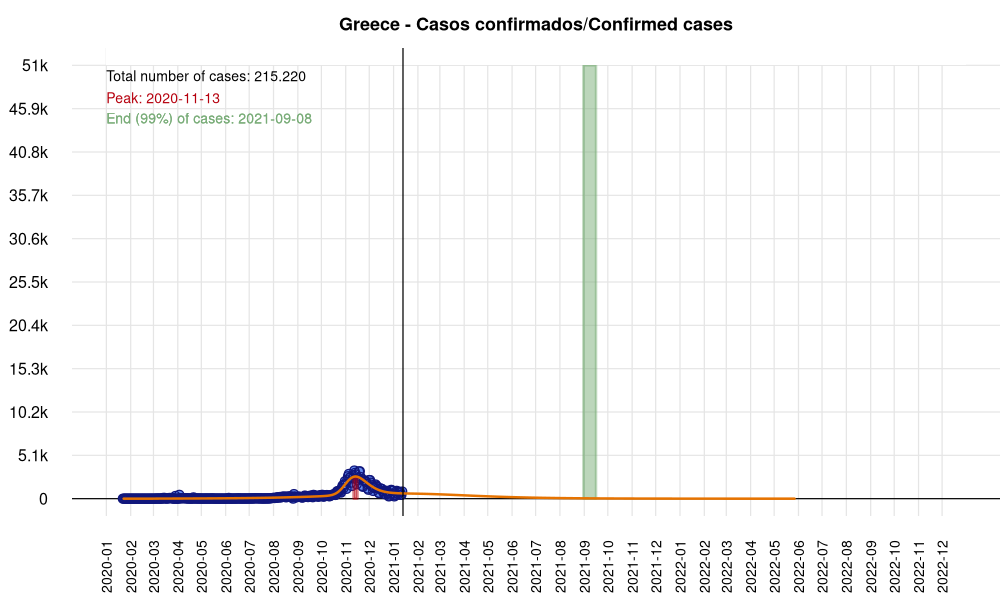 Greece - Casos confirmados/Confirmed cases
Total number of cases: 215.220
Peak: 2020-11-13
End (99%) of cases: 2021-09-08
51k
45.9k
40.8k
35.7k
30.6k
25.5k
20.4k
15.3k
10.2k
5.1k
0
2020-01
2020-02
2020-03
2020-04
2020-05
2020-06
2020-07
2020-08
2020-09
2020-10
2020-11
2020-12
2021-01
2021-02
2021-03
2021-04
2021-05
2021-06
2021-07
2021-08
2021-09
2021-10
2021-11
2021-12
2022-01
2022-02
2022-03
2022-04
2022-05
2022-06
2022-07
2022-08
2022-09
2022-10
2022-11
2022-12